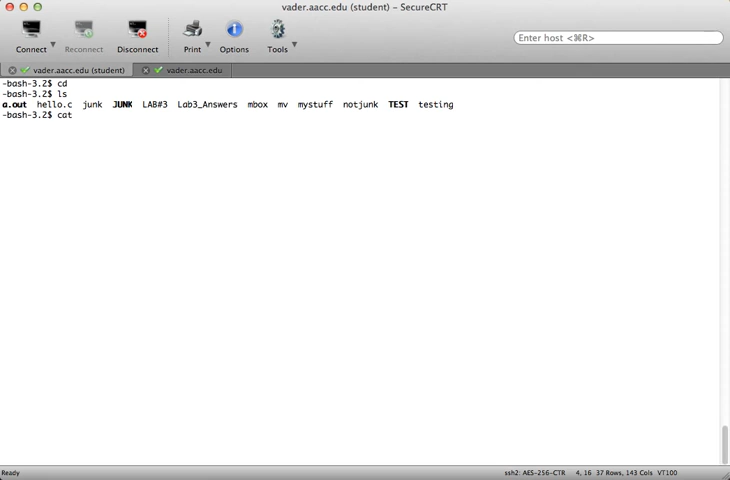 vader.aacc.edu (student) – SecureCRT
Connect Reconnect Disconnect Print Options Tools
Enter host <⌘R>
vader.aacc.edu (student) vader.aacc.edu
-bash-3.2$ cd
-bash-3.2$ ls
a.out hello.c junk JUNK LAB#3 Lab3_Answers mbox mv mystuff notjunk TEST testing
-bash-3.2$ cat
Ready ssh2: AES-256-CTR 4, 16 37 Rows, 143 Cols VT100